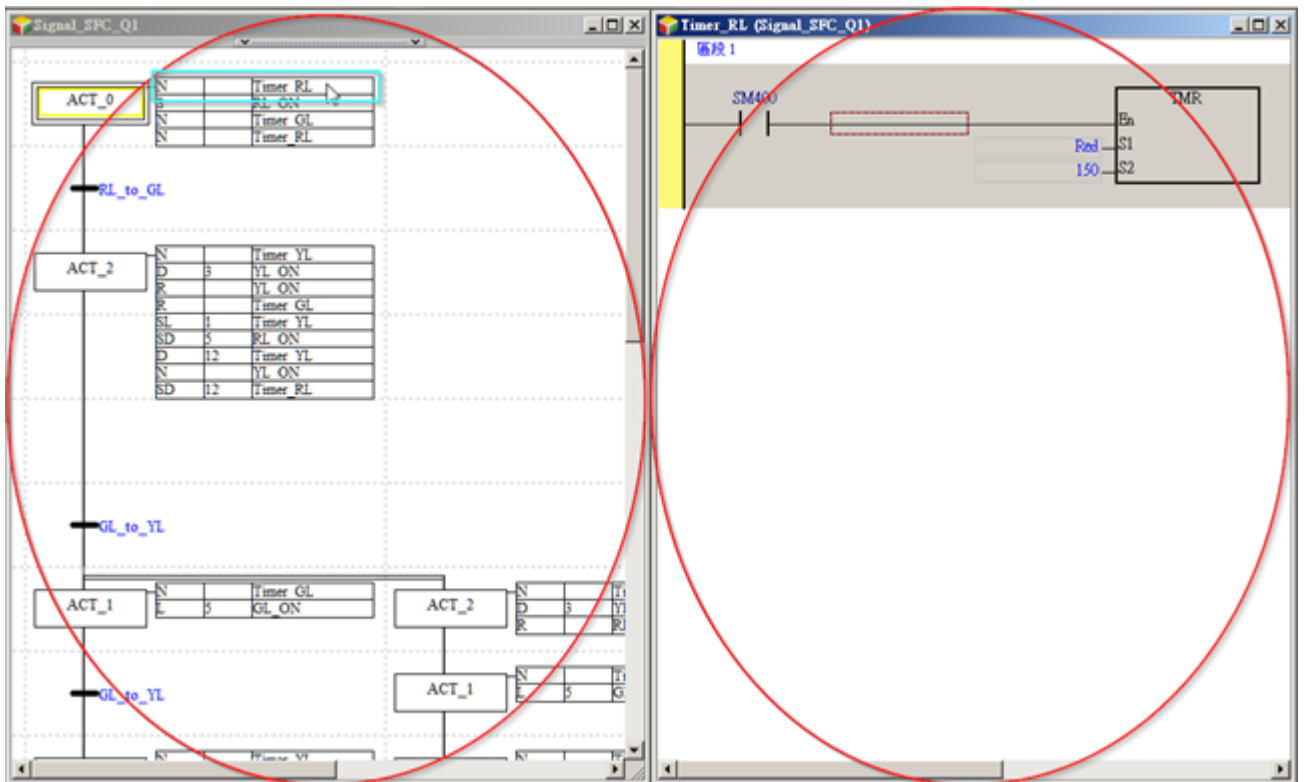 Signal_SFC_Q1
ACT_0
N Timer_RL
S RL_ON
N Timer_GL
N Timer_RL
RL_to_GL
ACT_2
N Timer_YL
D 3 YL_ON
R YL_ON
R Timer_GL
SL 1 Timer_YL
SD 5 RL_ON
D 12 Timer_YL
N YL_ON
SD 12 Timer_RL
GL_to_YL
ACT_1
N Timer_GL
L 5 GL_ON
ACT_2
N
D 3
R
GL_to_YL
ACT_1
N
L 5
N Timer_YL
N
Timer_RL (Signal_SFC_Q1)
區段 1
SM400
TMR
En
Red S1
150 S2